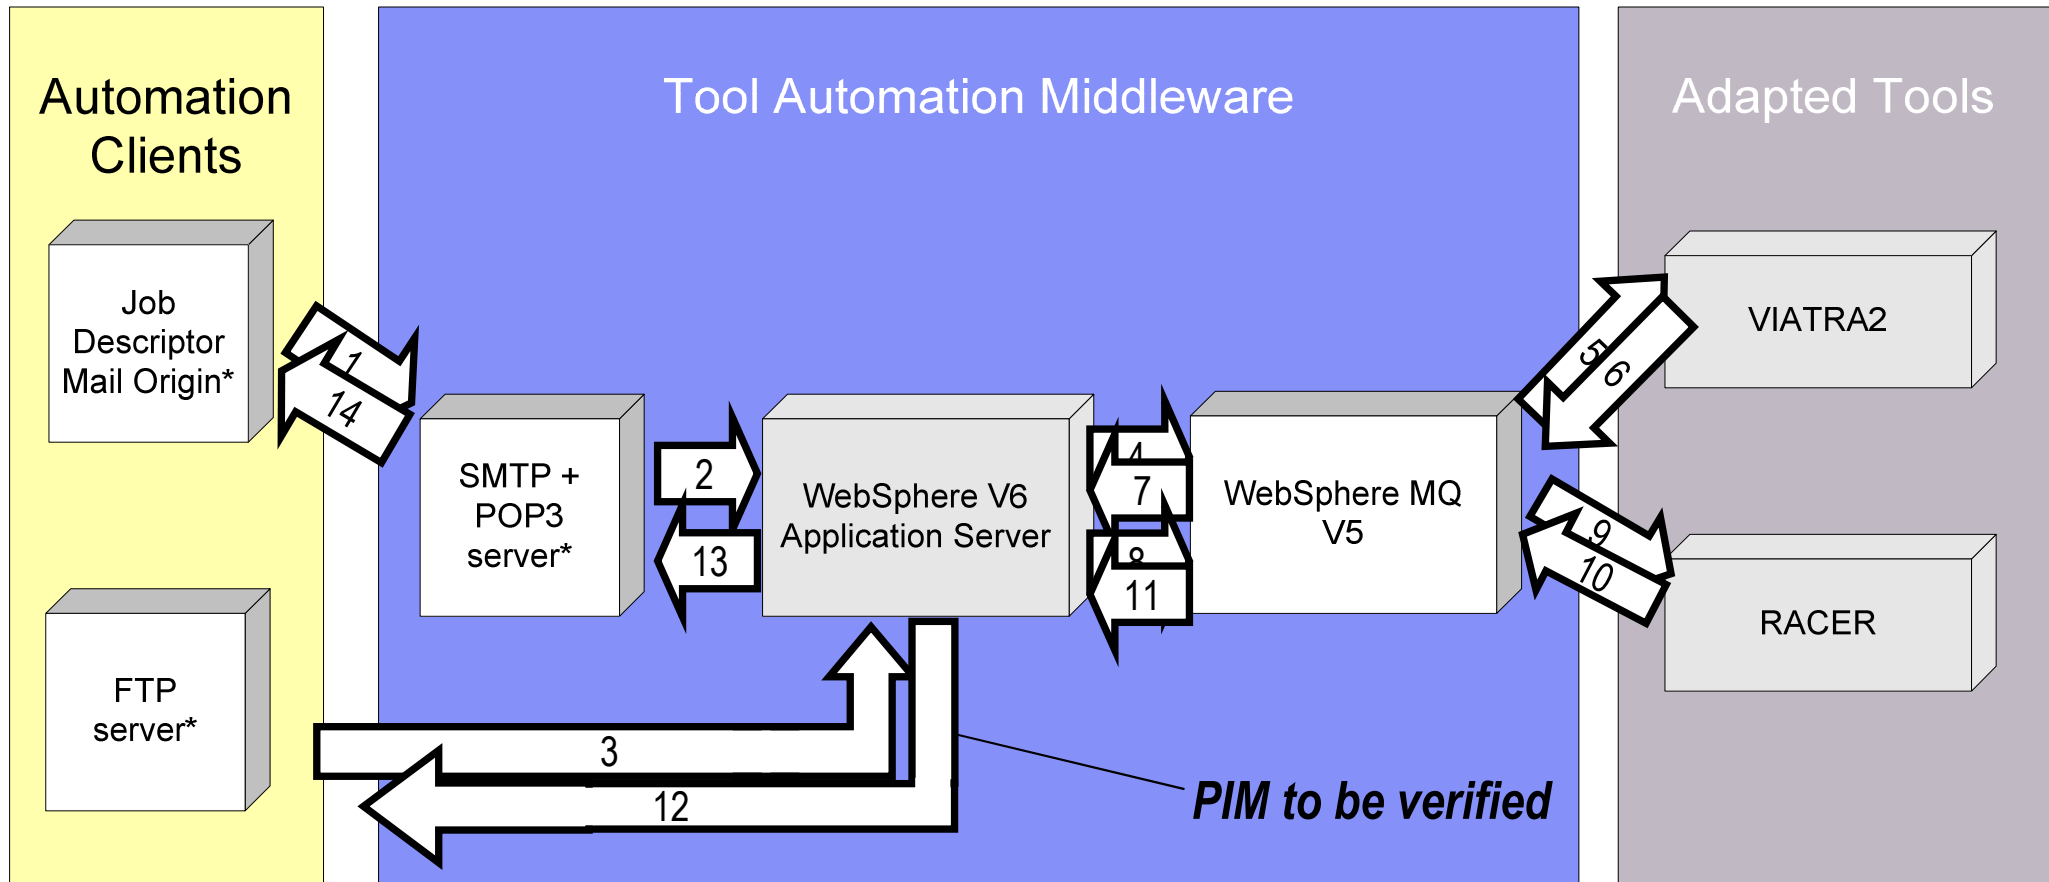 Automation
Clients
Tool Automation Middleware
Adapted Tools
Job
Descriptor
Mail Origin*
1
14
SMTP +
POP3
server*
2
13
WebSphere V6
Application Server
4
7
8
11
WebSphere MQ
V5
5
6
9
10
VIATRA2
RACER
FTP
server*
3
12
PIM to be verified